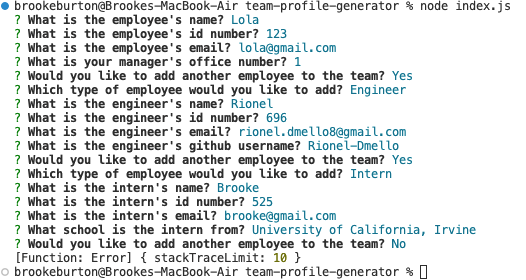 brookeburton@Brookes-MacBook-Air team-profile-generator % node index.js
? What is the employee's name? Lola
? What is the employee's id number? 123
? What is the employee's email? lola@gmail.com
? What is your manager's office number? 1
? Would you like to add another employee to the team? Yes
? Which type of employee would you like to add? Engineer
? What is the engineer's name? Rionel
? What is the engineer's id number? 696
? What is the engineer's email? rionel.dmello8@gmail.com
? What is the engineer's github username? Rionel-Dmello
? Would you like to add another employee to the team? Yes
? Which type of employee would you like to add? Intern
? What is the intern's name? Brooke
? What is the intern's id number? 525
? What is the intern's email? brooke@gmail.com
? What school is the intern from? University of California, Irvine
? Would you like to add another employee to the team? No
[Function: Error] { stackTraceLimit: 10 }
brookeburton@Brookes-MacBook-Air team-profile-generator %